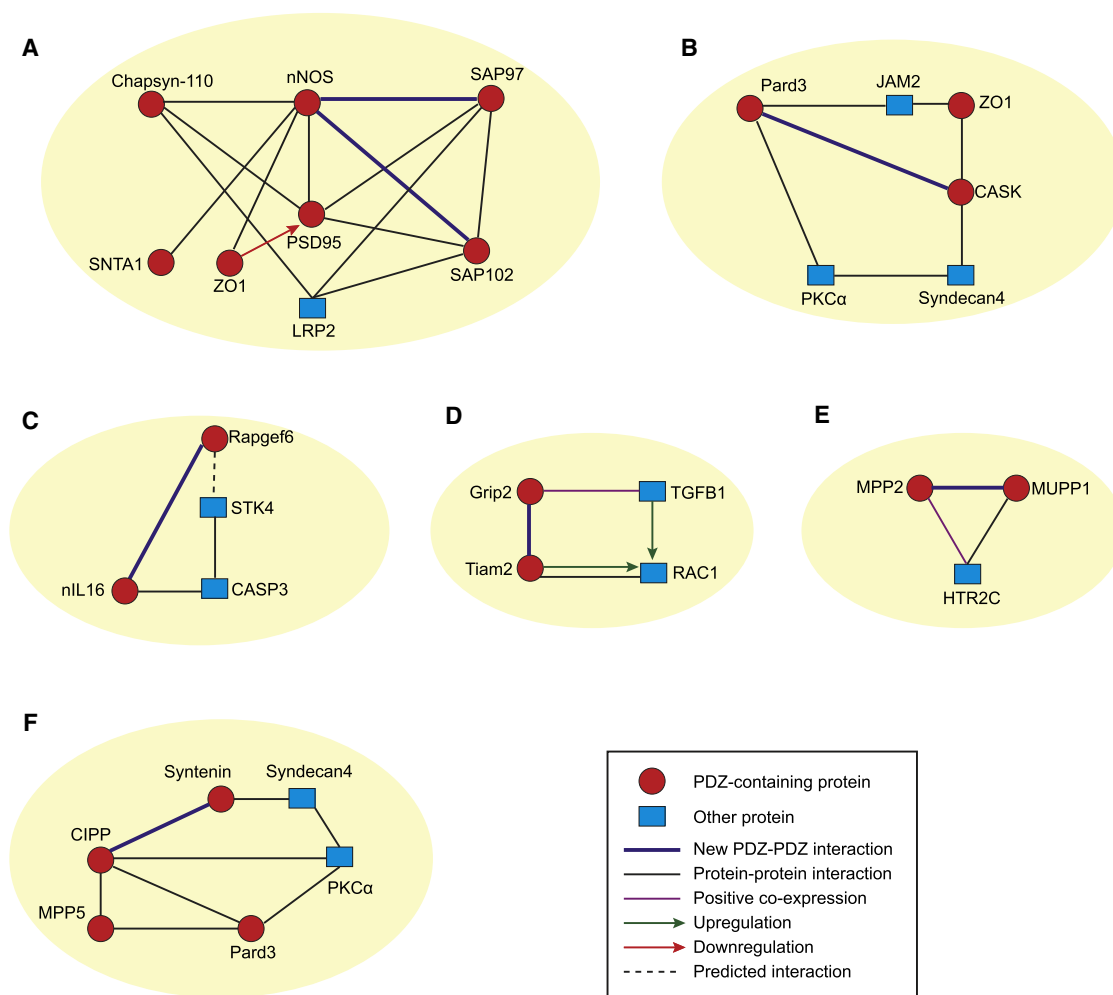 A
Chapsyn-110
nNOS
SAP97
SNTA1
ZO1
PSD95
SAP102
LRP2
B
Pard3
JAM2
ZO1
CASK
PKCα
Syndecan4
C
Rapgef6
STK4
nIL16
CASP3
D
Grip2
TGFB1
Tiam2
RAC1
E
MPP2
MUPP1
HTR2C
F
Syntenin
Syndecan4
CIPP
PKCα
MPP5
Pard3
PDZ-containing protein
Other protein
New PDZ-PDZ interaction
Protein-protein interaction
Positive co-expression
Upregulation
Downregulation
Predicted interaction